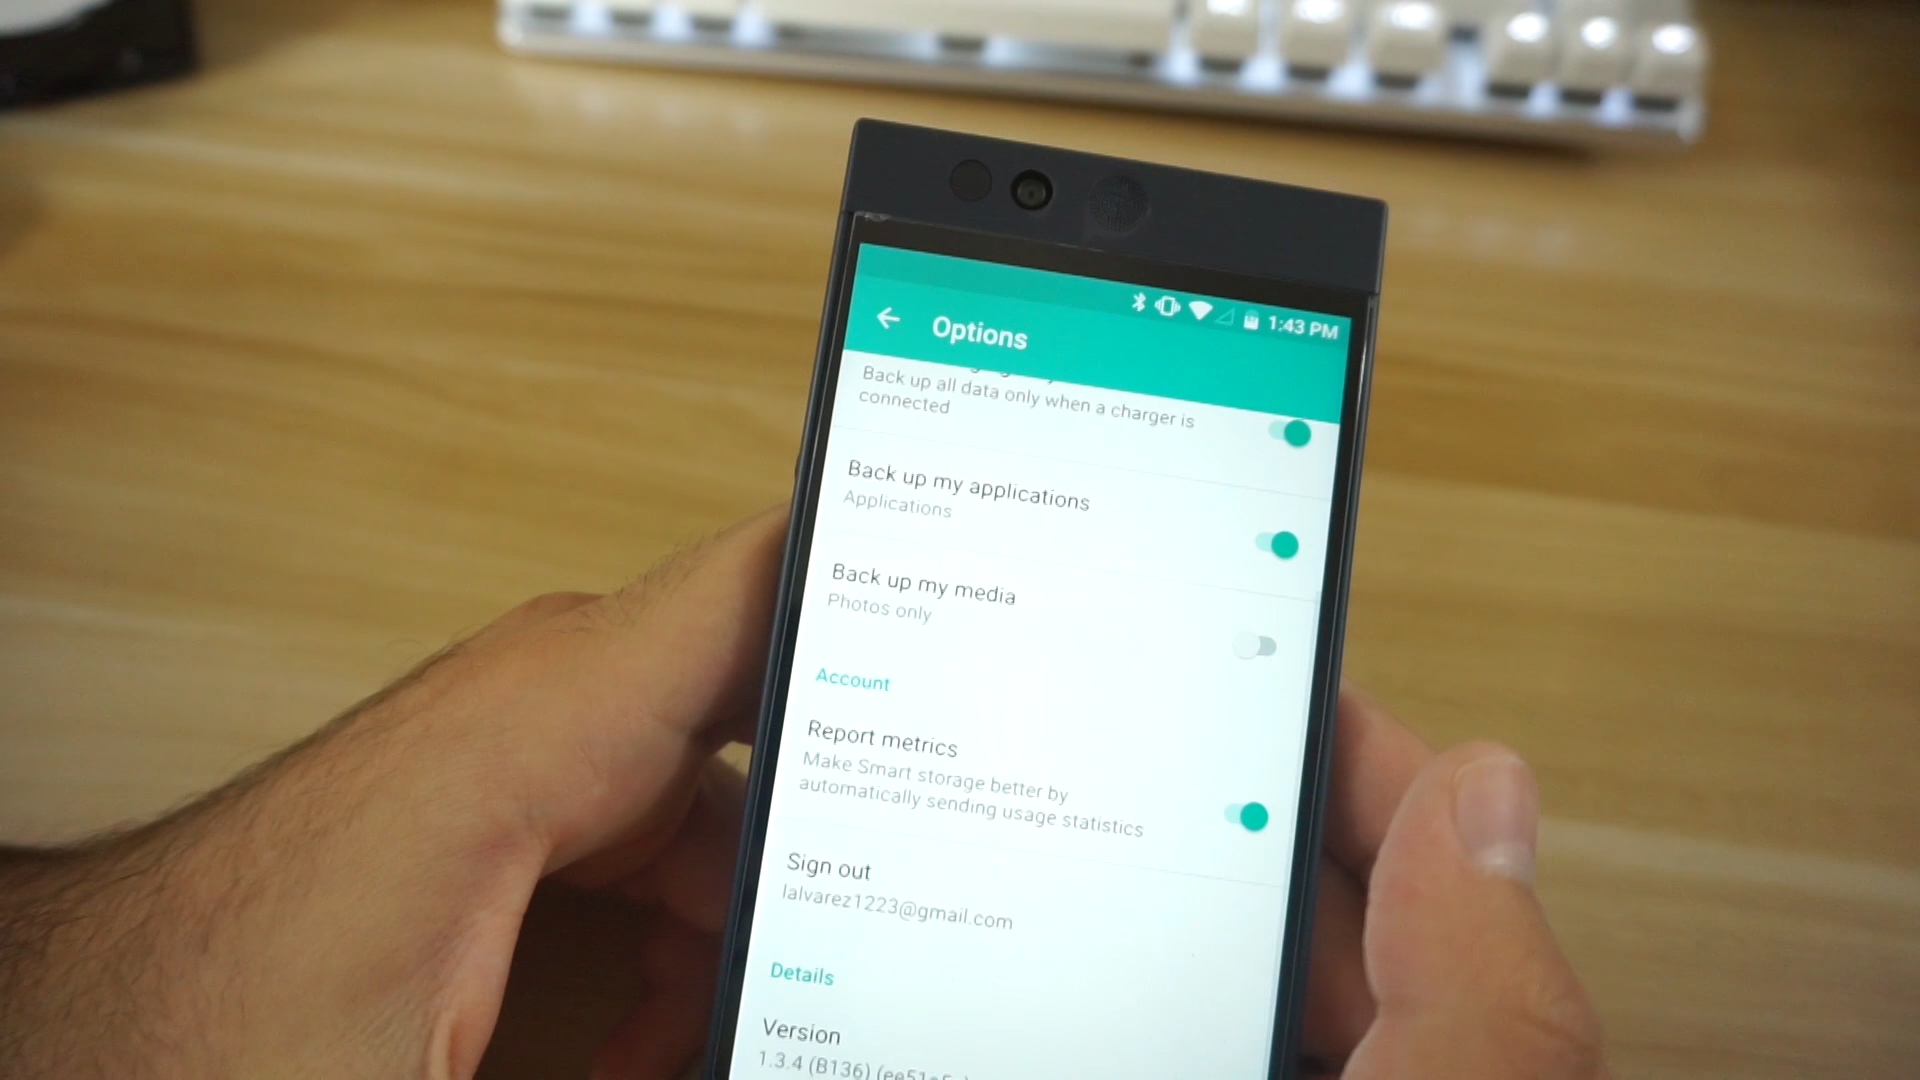 1:43 PM
Options
Back up all data only when a charger is
connected
Back up my applications
Applications
Back up my media
Photos only
Account
Report metrics
Make Smart storage better by
automatically sending usage statistics
Sign out
lalvarez1223@gmail.com
Details
Version
1.3.4 (B136)